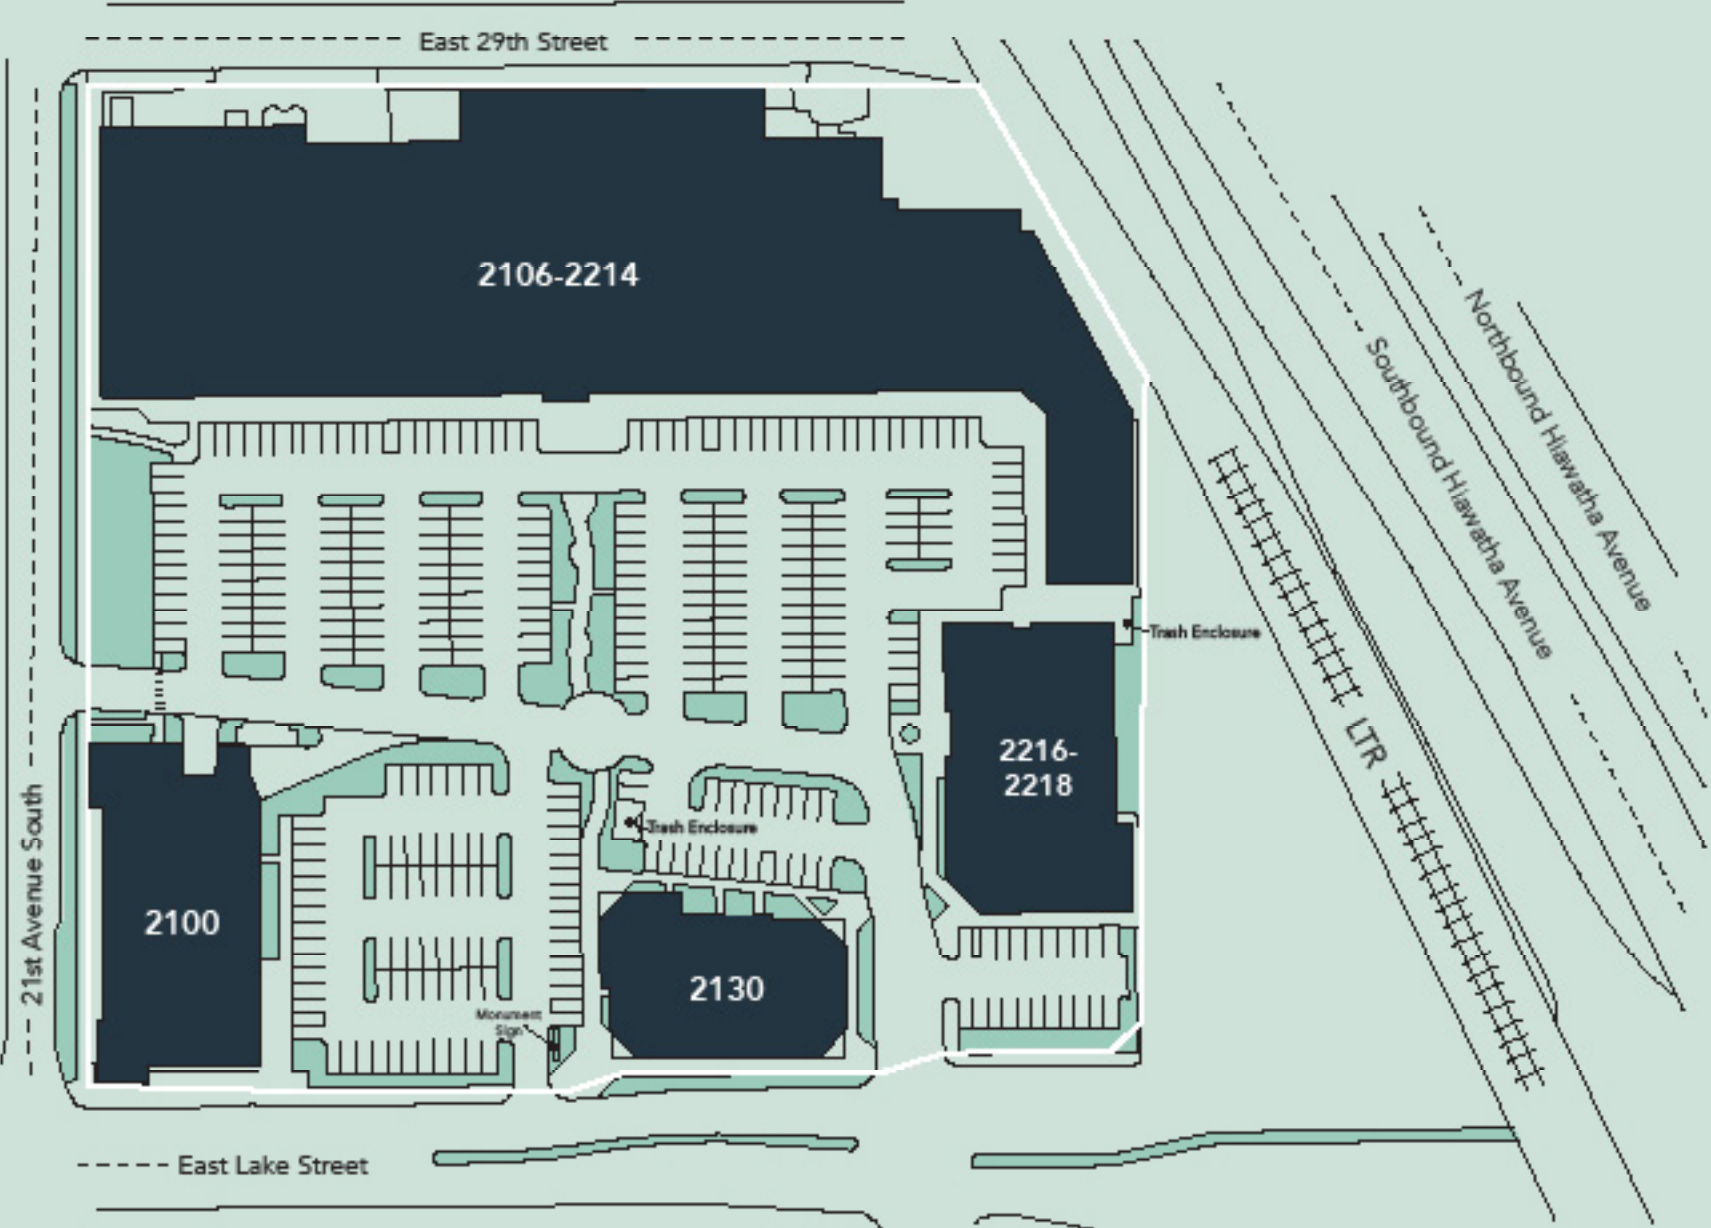 East 29th Street
2106-2214
Northbound Hiawatha Avenue
Southbound Hiawatha Avenue
Trash Enclosure
LTR
2216-
2218
Trash Enclosure
21st Avenue South
2100
2130
Monument
Sign
East Lake Street